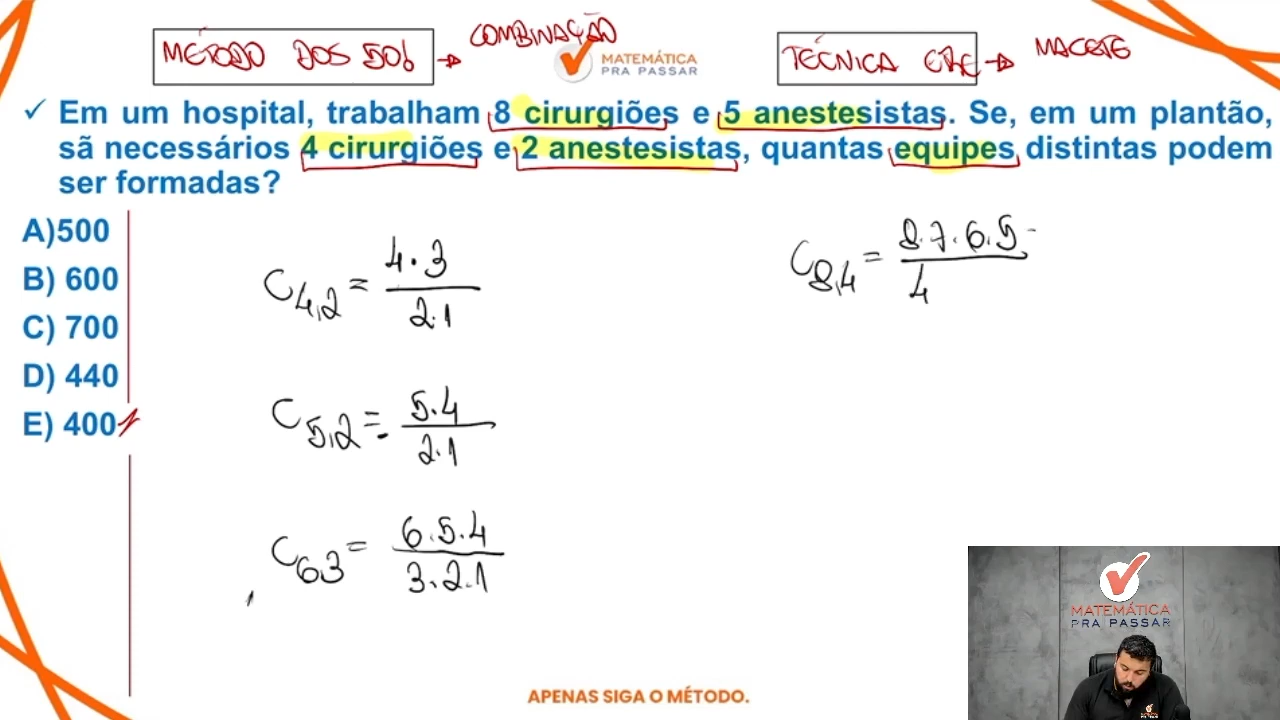 MÉTODO DOS 50! → COMBINAÇÃO
MATEMÁTICA
PRA PASSAR
TÉCNICA → MACETE
✓ Em um hospital, trabalham 8 cirurgiões e 5 anestesistas. Se, em um plantão,
sã necessários 4 cirurgiões e 2 anestesistas, quantas equipes distintas podem
ser formadas?
A)500
B) 600
C) 700
D) 440
E) 400
C4,2 = 4·3
2·1
C5,2 = 5·4
2·1
C6,3 = 6·5·4
3·2·1
C8,4 = 8·7·6·5
4
MATEMÁTICA
PRA PASSAR
APENAS SIGA O MÉTODO.